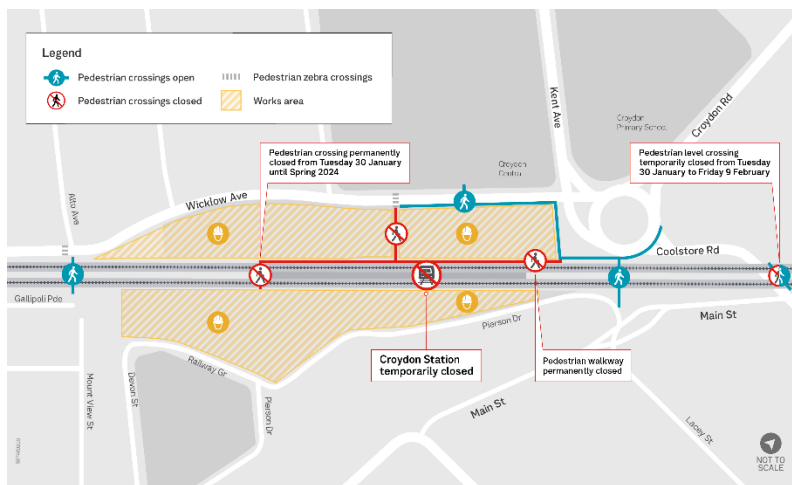 Legend
Pedestrian crossings open
Pedestrian zebra crossings
Pedestrian crossings closed
Works area
Kent Ave
Croydon
Primary School
Croydon Rd
Pedestrian crossing permanently
closed from Tuesday 30 January
until Spring 2024
Croydon
Central
Pedestrian level crossing
temporarily closed from Tuesday
30 January to Friday 9 February
Wicklow Ave
Alto Ave
Coolstore Rd
Gallipoli Pde
Main St
Pierson Dr
Croydon Station
temporarily closed
Pedestrian walkway
permanently closed
Railway Gr
Mount View St
Devon St
Pierson Dr
Main St
Lacey St
NOT TO
SCALE